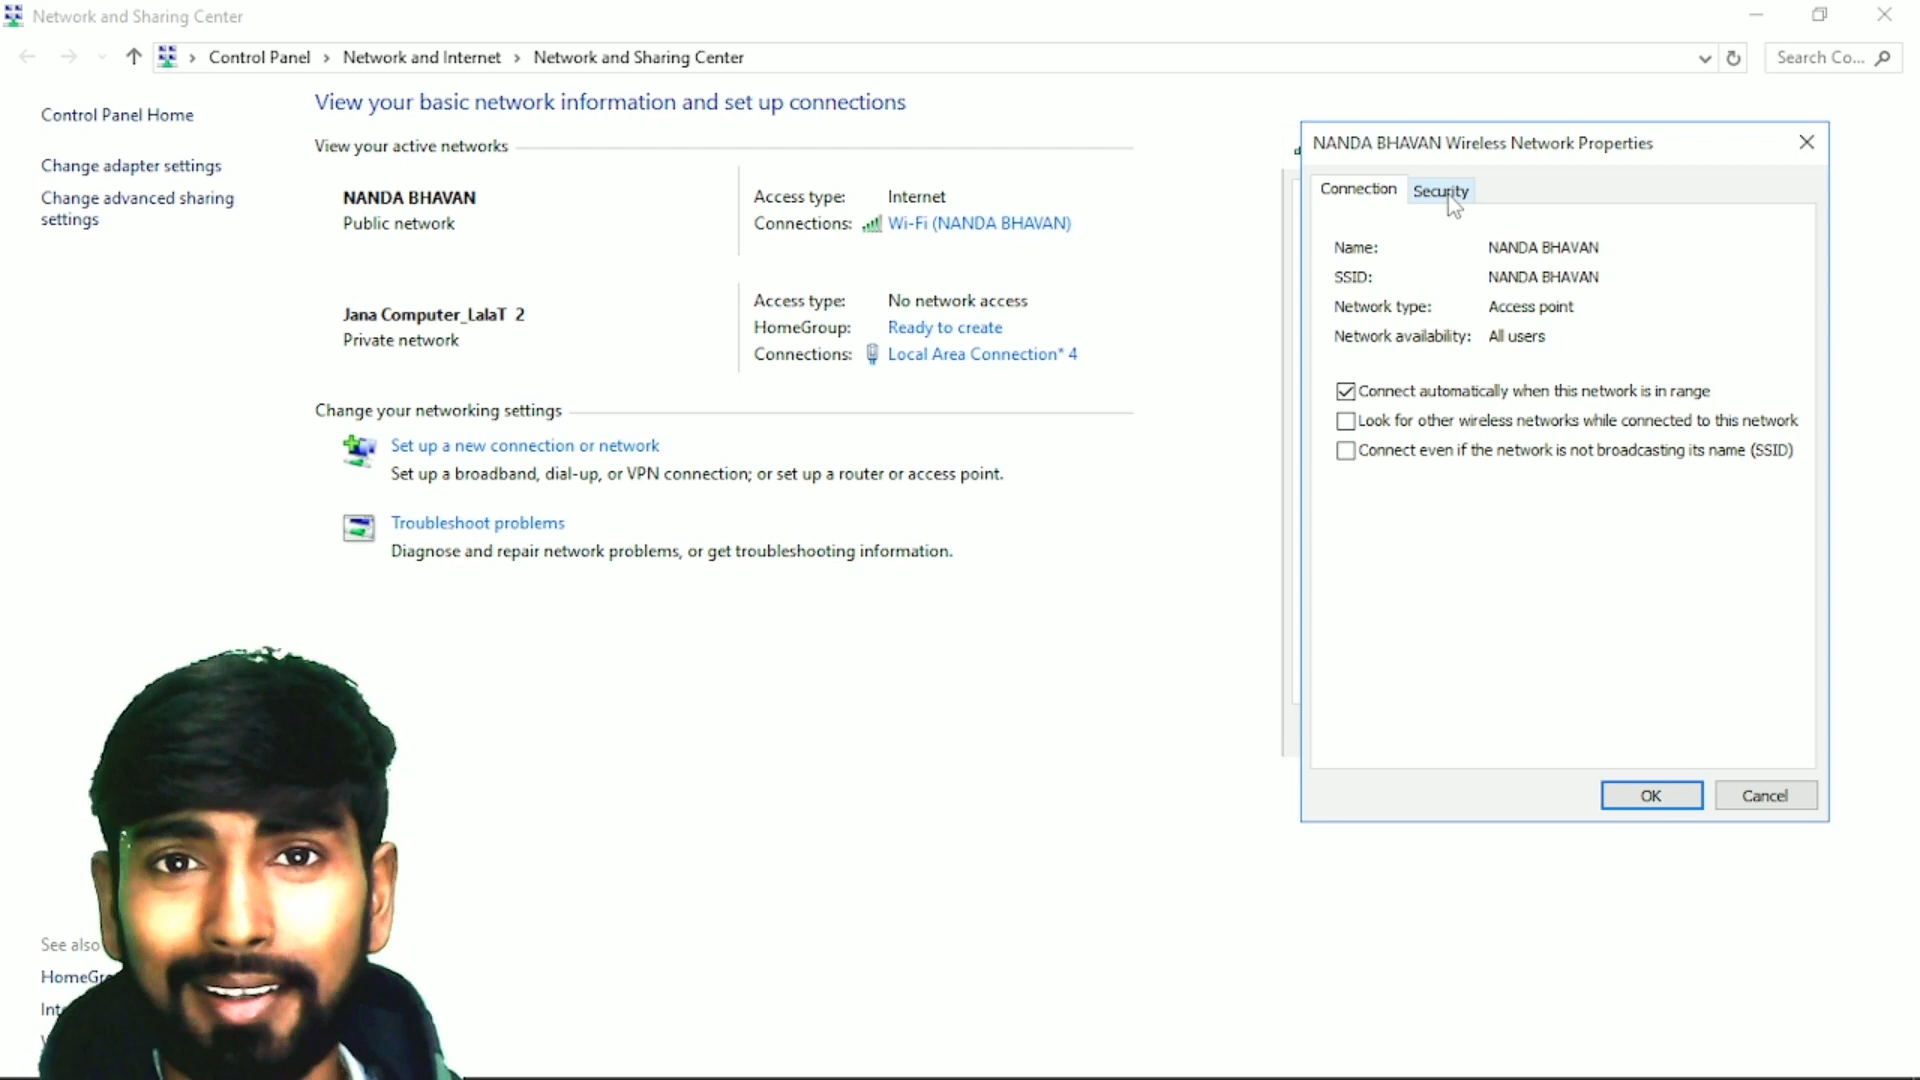 Network and Sharing Center
Control Panel › Network and Internet › Network and Sharing Center
Search Co...
Control Panel Home
Change adapter settings
Change advanced sharing
settings
View your basic network information and set up connections
View your active networks
NANDA BHAVAN
Public network
Access type: Internet
Connections: Wi-Fi (NANDA BHAVAN)
Jana Computer_LalaT 2
Private network
Access type: No network access
HomeGroup: Ready to create
Connections: Local Area Connection* 4
Change your networking settings
Set up a new connection or network
Set up a broadband, dial-up, or VPN connection; or set up a router or access point.
Troubleshoot problems
Diagnose and repair network problems, or get troubleshooting information.
See also
NANDA BHAVAN Wireless Network Properties
Connection Security
Name: NANDA BHAVAN
SSID: NANDA BHAVAN
Network type: Access point
Network availability: All users
Connect automatically when this network is in range
Look for other wireless networks while connected to this network
Connect even if the network is not broadcasting its name (SSID)
OK Cancel